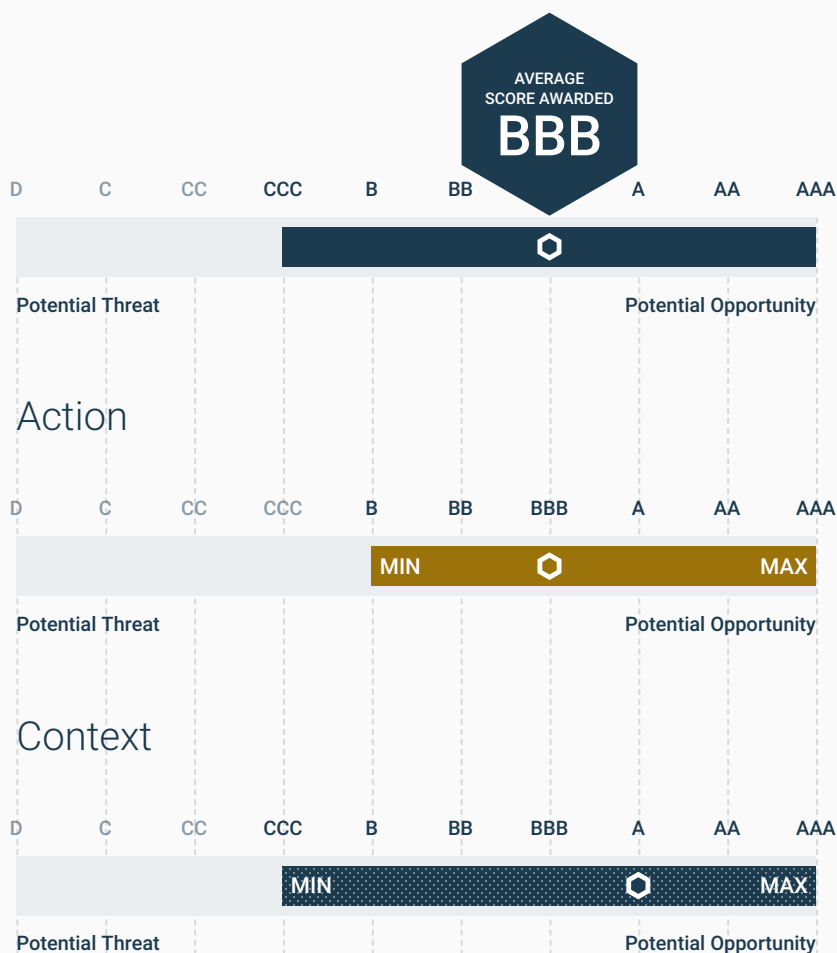 AVERAGE
SCORE AWARDED
BBB
D C CC CCC B BB A AA AAA
Potential Threat Potential Opportunity
Action
D C CC CCC B BB BBB A AA AAA
MIN MAX
Potential Threat Potential Opportunity
Context
D C CC CCC B BB BBB A AA AAA
MIN MAX
Potential Threat Potential Opportunity